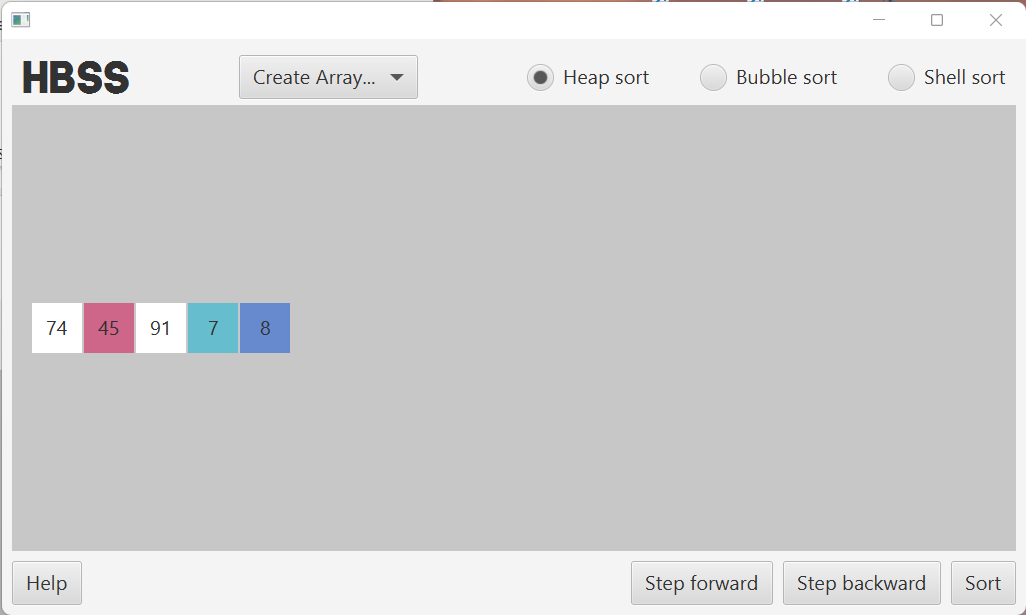 HBSS Create Array... Heap sort Bubble sort Shell sort
74 45 91 7 8
Help Step forward Step backward Sort